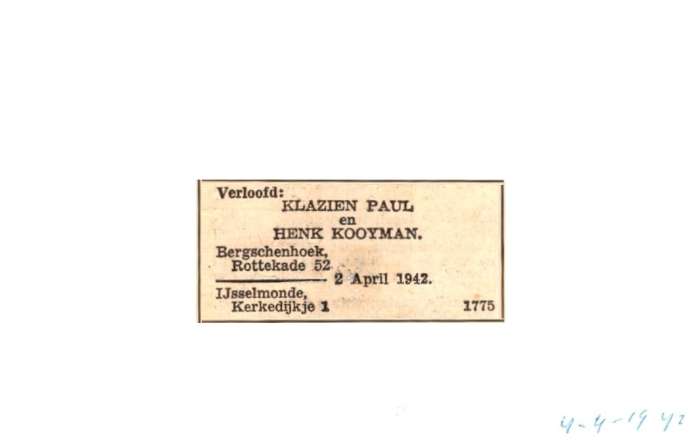 Verloofd:
KLAZIEN PAUL
en
HENK KOOYMAN.
Bergschenhoek,
Rottekade 52
2 April 1942.
IJsselmonde,
Kerkedijkje 1
1775
4-4-1942